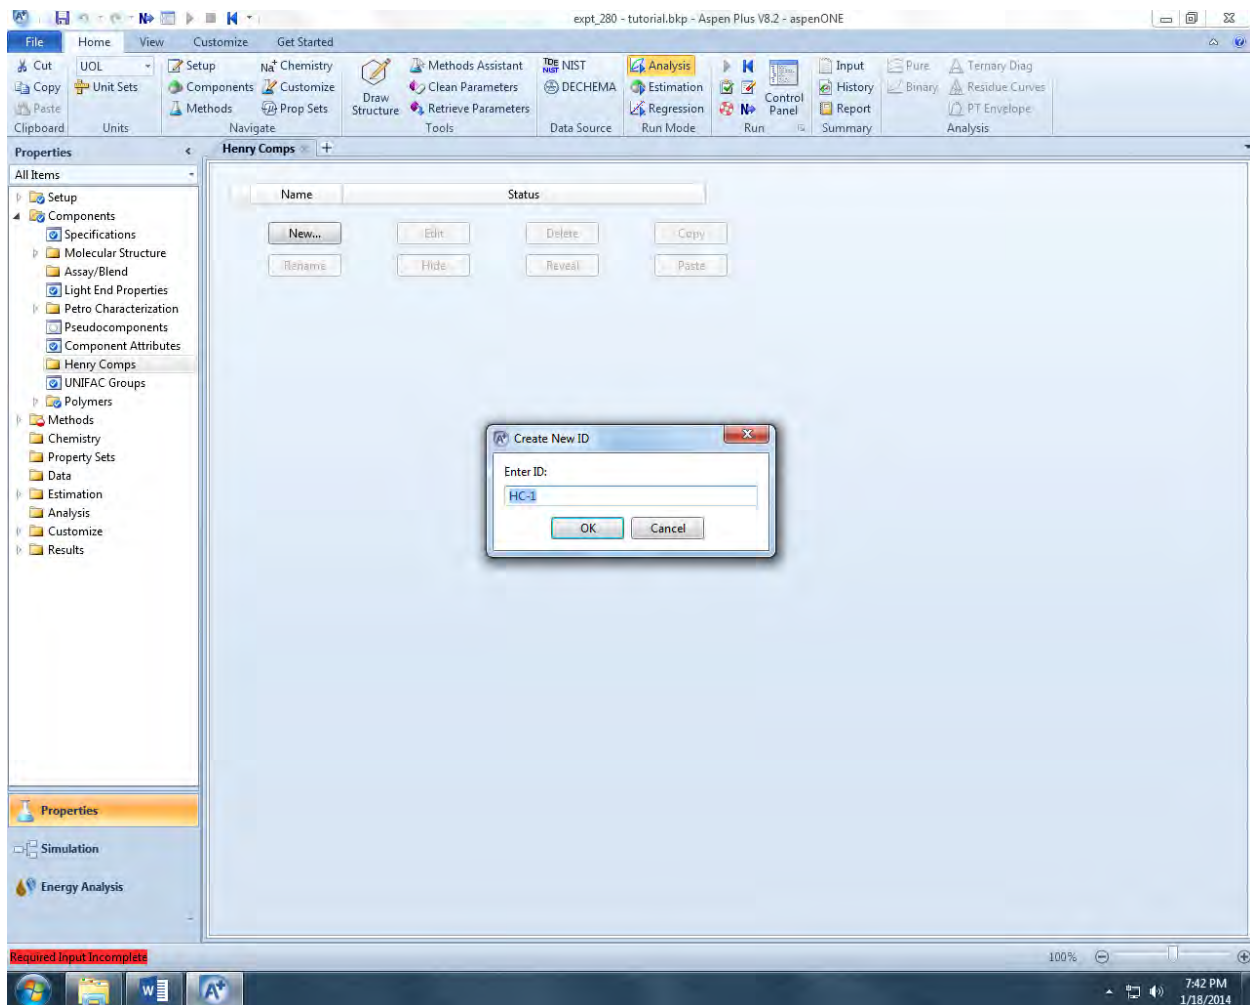 expt_280 - tutorial.bkp - Aspen Plus V8.2 - aspenONE
File Home View Customize Get Started
Cut UOL Setup Na+ Chemistry Methods Assistant NIST Analysis Input Pure Ternary Diag
Copy Unit Sets Components Customize Clean Parameters DECHEMA Estimation History Binary Residue Curves
Paste Methods Prop Sets Draw Structure Retrieve Parameters Regression Control Panel Report PT Envelope
Clipboard Units Navigate Tools Data Source Run Mode Run Summary Analysis
Properties
All Items
Setup
Components
Specifications
Molecular Structure
Assay/Blend
Light End Properties
Petro Characterization
Pseudocomponents
Component Attributes
Henry Comps
UNIFAC Groups
Polymers
Methods
Chemistry
Property Sets
Data
Estimation
Analysis
Customize
Results
Properties
Simulation
Energy Analysis
Henry Comps
Name Status
New... Edit Delete Copy
Rename Hide Reveal Paste
Create New ID
Enter ID:
HC-1
OK Cancel
Required Input Incomplete
100%
7:42 PM
1/18/2014